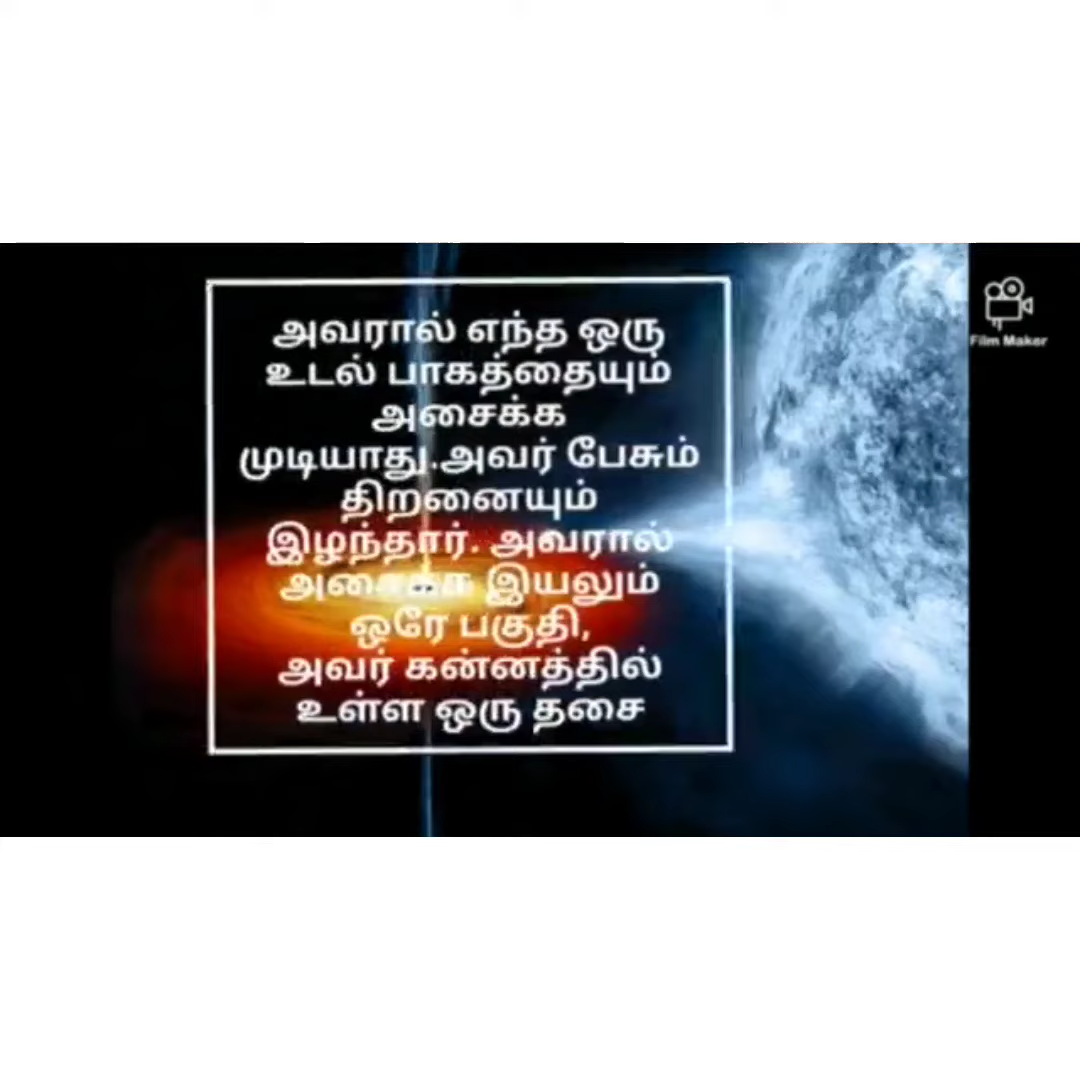 அவரால் எந்த ஒரு
உடல் பாகத்தையும்
அசைக்க
முடியாது.அவர் பேசும்
திறனையும்
இழந்தார். அவரால்
அசைக்க இயலும்
ஒரே பகுதி,
அவர் கன்னத்தில்
உள்ள ஒரு தசை
Film Maker